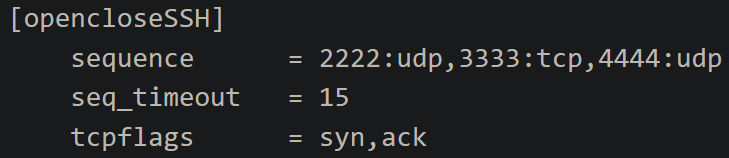 [opencloseSSH]
    sequence      = 2222:udp,3333:tcp,4444:udp
    seq_timeout   = 15
    tcpflags      = syn,ack